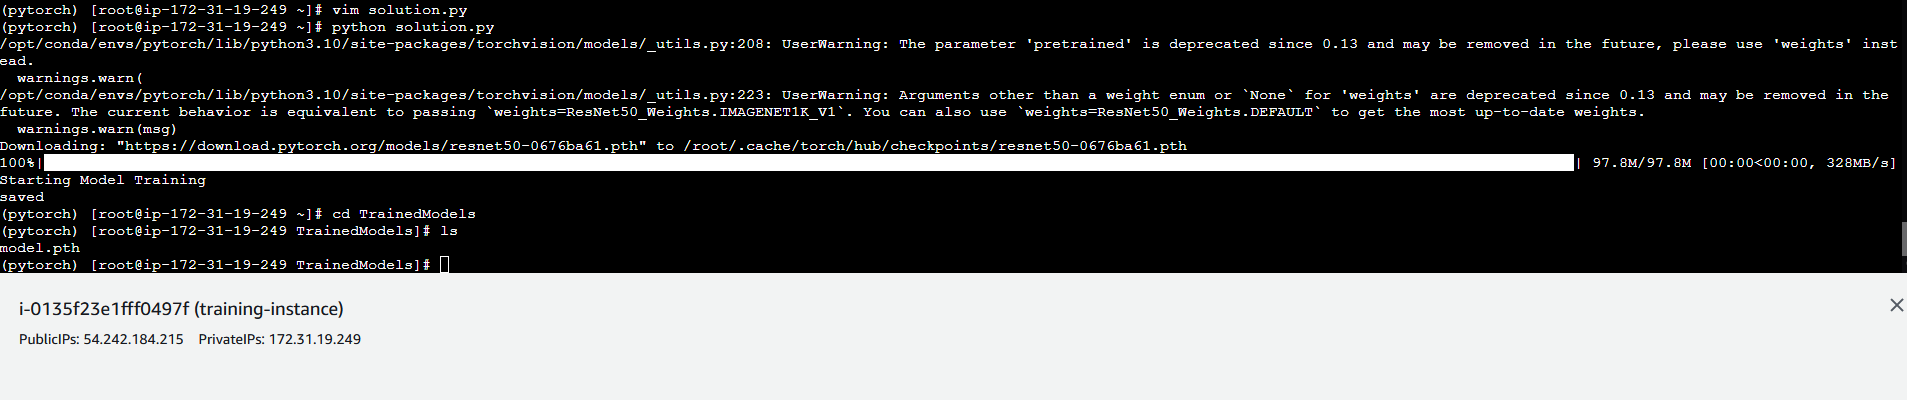 (pytorch) [root@ip-172-31-19-249 ~]# vim solution.py
(pytorch) [root@ip-172-31-19-249 ~]# python solution.py
/opt/conda/envs/pytorch/lib/python3.10/site-packages/torchvision/models/_utils.py:208: UserWarning: The parameter 'pretrained' is deprecated since 0.13 and may be removed in the future, please use 'weights' inst
ead.
  warnings.warn(
/opt/conda/envs/pytorch/lib/python3.10/site-packages/torchvision/models/_utils.py:223: UserWarning: Arguments other than a weight enum or `None` for 'weights' are deprecated since 0.13 and may be removed in the
future. The current behavior is equivalent to passing `weights=ResNet50_Weights.IMAGENET1K_V1`. You can also use `weights=ResNet50_Weights.DEFAULT` to get the most up-to-date weights.
  warnings.warn(msg)
Downloading: "https://download.pytorch.org/models/resnet50-0676ba61.pth" to /root/.cache/torch/hub/checkpoints/resnet50-0676ba61.pth
100%| | 97.8M/97.8M [00:00<00:00, 328MB/s]
Starting Model Training
saved
(pytorch) [root@ip-172-31-19-249 ~]# cd TrainedModels
(pytorch) [root@ip-172-31-19-249 TrainedModels]# ls
model.pth
(pytorch) [root@ip-172-31-19-249 TrainedModels]#
i-0135f23e1fff0497f (training-instance)
PublicIPs: 54.242.184.215 PrivateIPs: 172.31.19.249